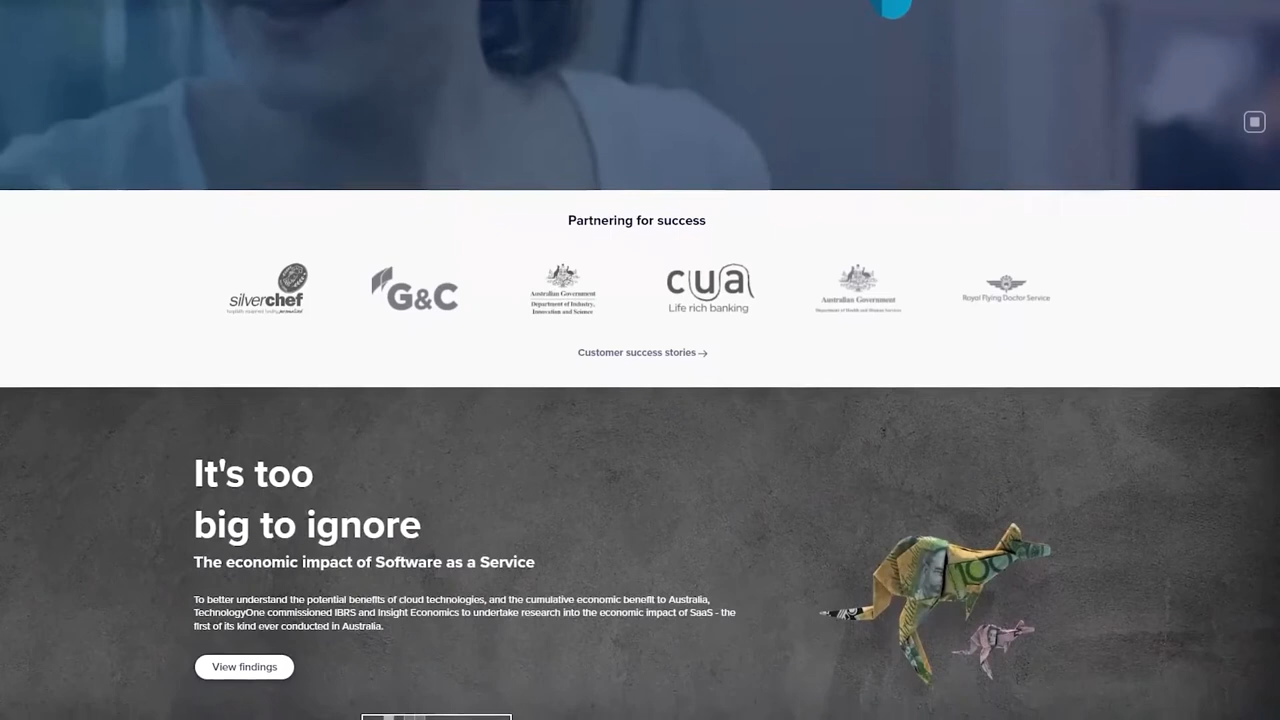 Partnering for success
silverchef
G&C
Australian Government
Department of Industry,
Innovation and Science
cua
Life rich banking
Australian Government
Department of Health and Human Services
Royal Flying Doctor Service
Customer success stories
It's too
big to ignore
The economic impact of Software as a Service
To better understand the potential benefits of cloud technologies, and the cumulative economic benefit to Australia,
TechnologyOne commissioned IBRS and Insight Economics to undertake research into the economic impact of SaaS - the
first of its kind ever conducted in Australia.
100
View findings